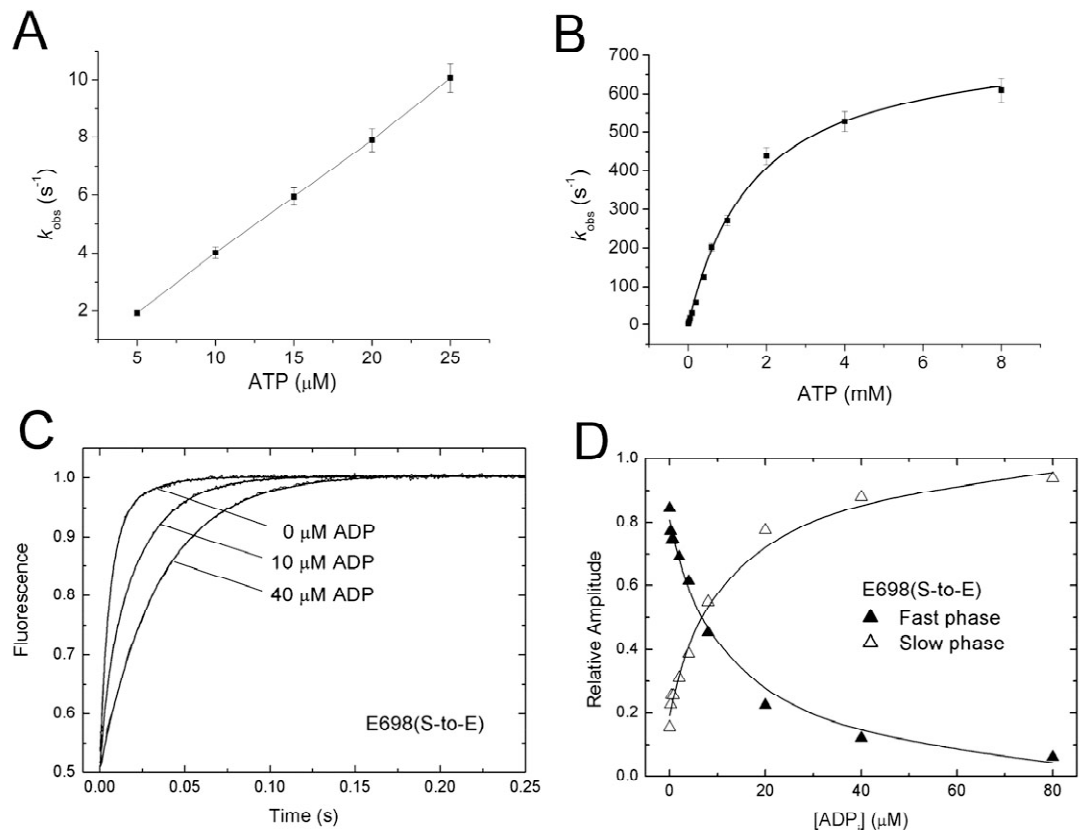 A
10
8
6
4
2
k obs (s-1)
5 10 15 20 25
ATP (μM)
B
700
600
500
400
300
200
100
0
k obs (s-1)
0 2 4 6 8
ATP (mM)
C
1.0
0.9
0.8
0.7
0.6
0.5
Fluorescence
0 μM ADP
10 μM ADP
40 μM ADP
E698(S-to-E)
0.00 0.05 0.10 0.15 0.20 0.25
Time (s)
D
1.0
0.8
0.6
0.4
0.2
0.0
Relative Amplitude
E698(S-to-E)
Fast phase
Slow phase
0 20 40 60 80
[ADP] (μM)